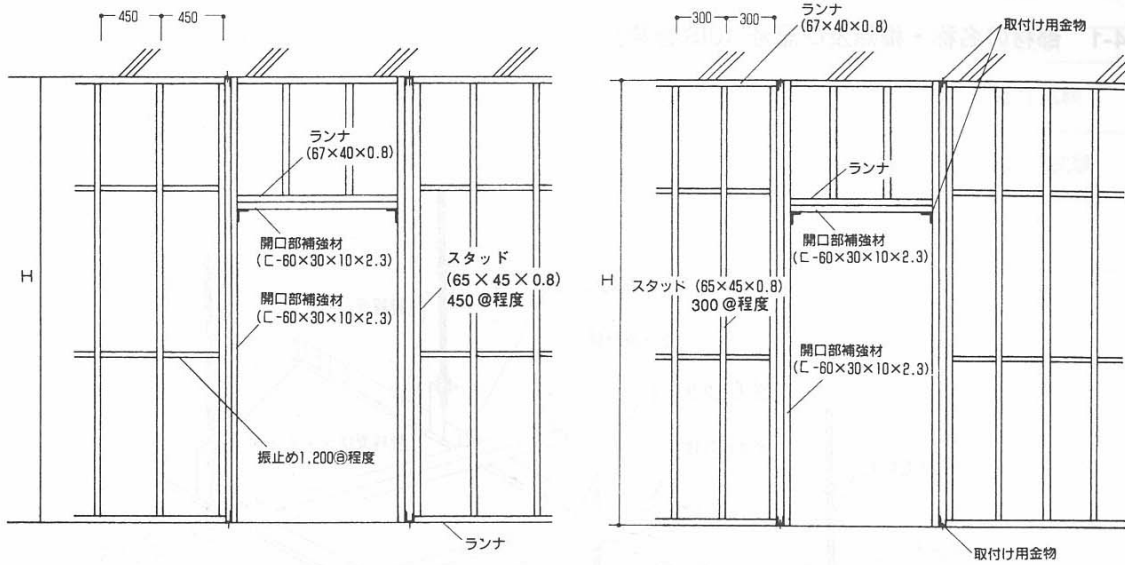 450 450
H
ランナ
(67×40×0.8)
開口部補強材
(⊏-60×30×10×2.3)
開口部補強材
(⊏-60×30×10×2.3)
スタッド
(65×45×0.8)
450@程度
振止め1,200@程度
ランナ
300 300
ランナ
(67×40×0.8)
取付け用金物
H
ランナ
開口部補強材
(⊏-60×30×10×2.3)
スタッド (65×45×0.8)
300@程度
開口部補強材
(⊏-60×30×10×2.3)
取付け用金物